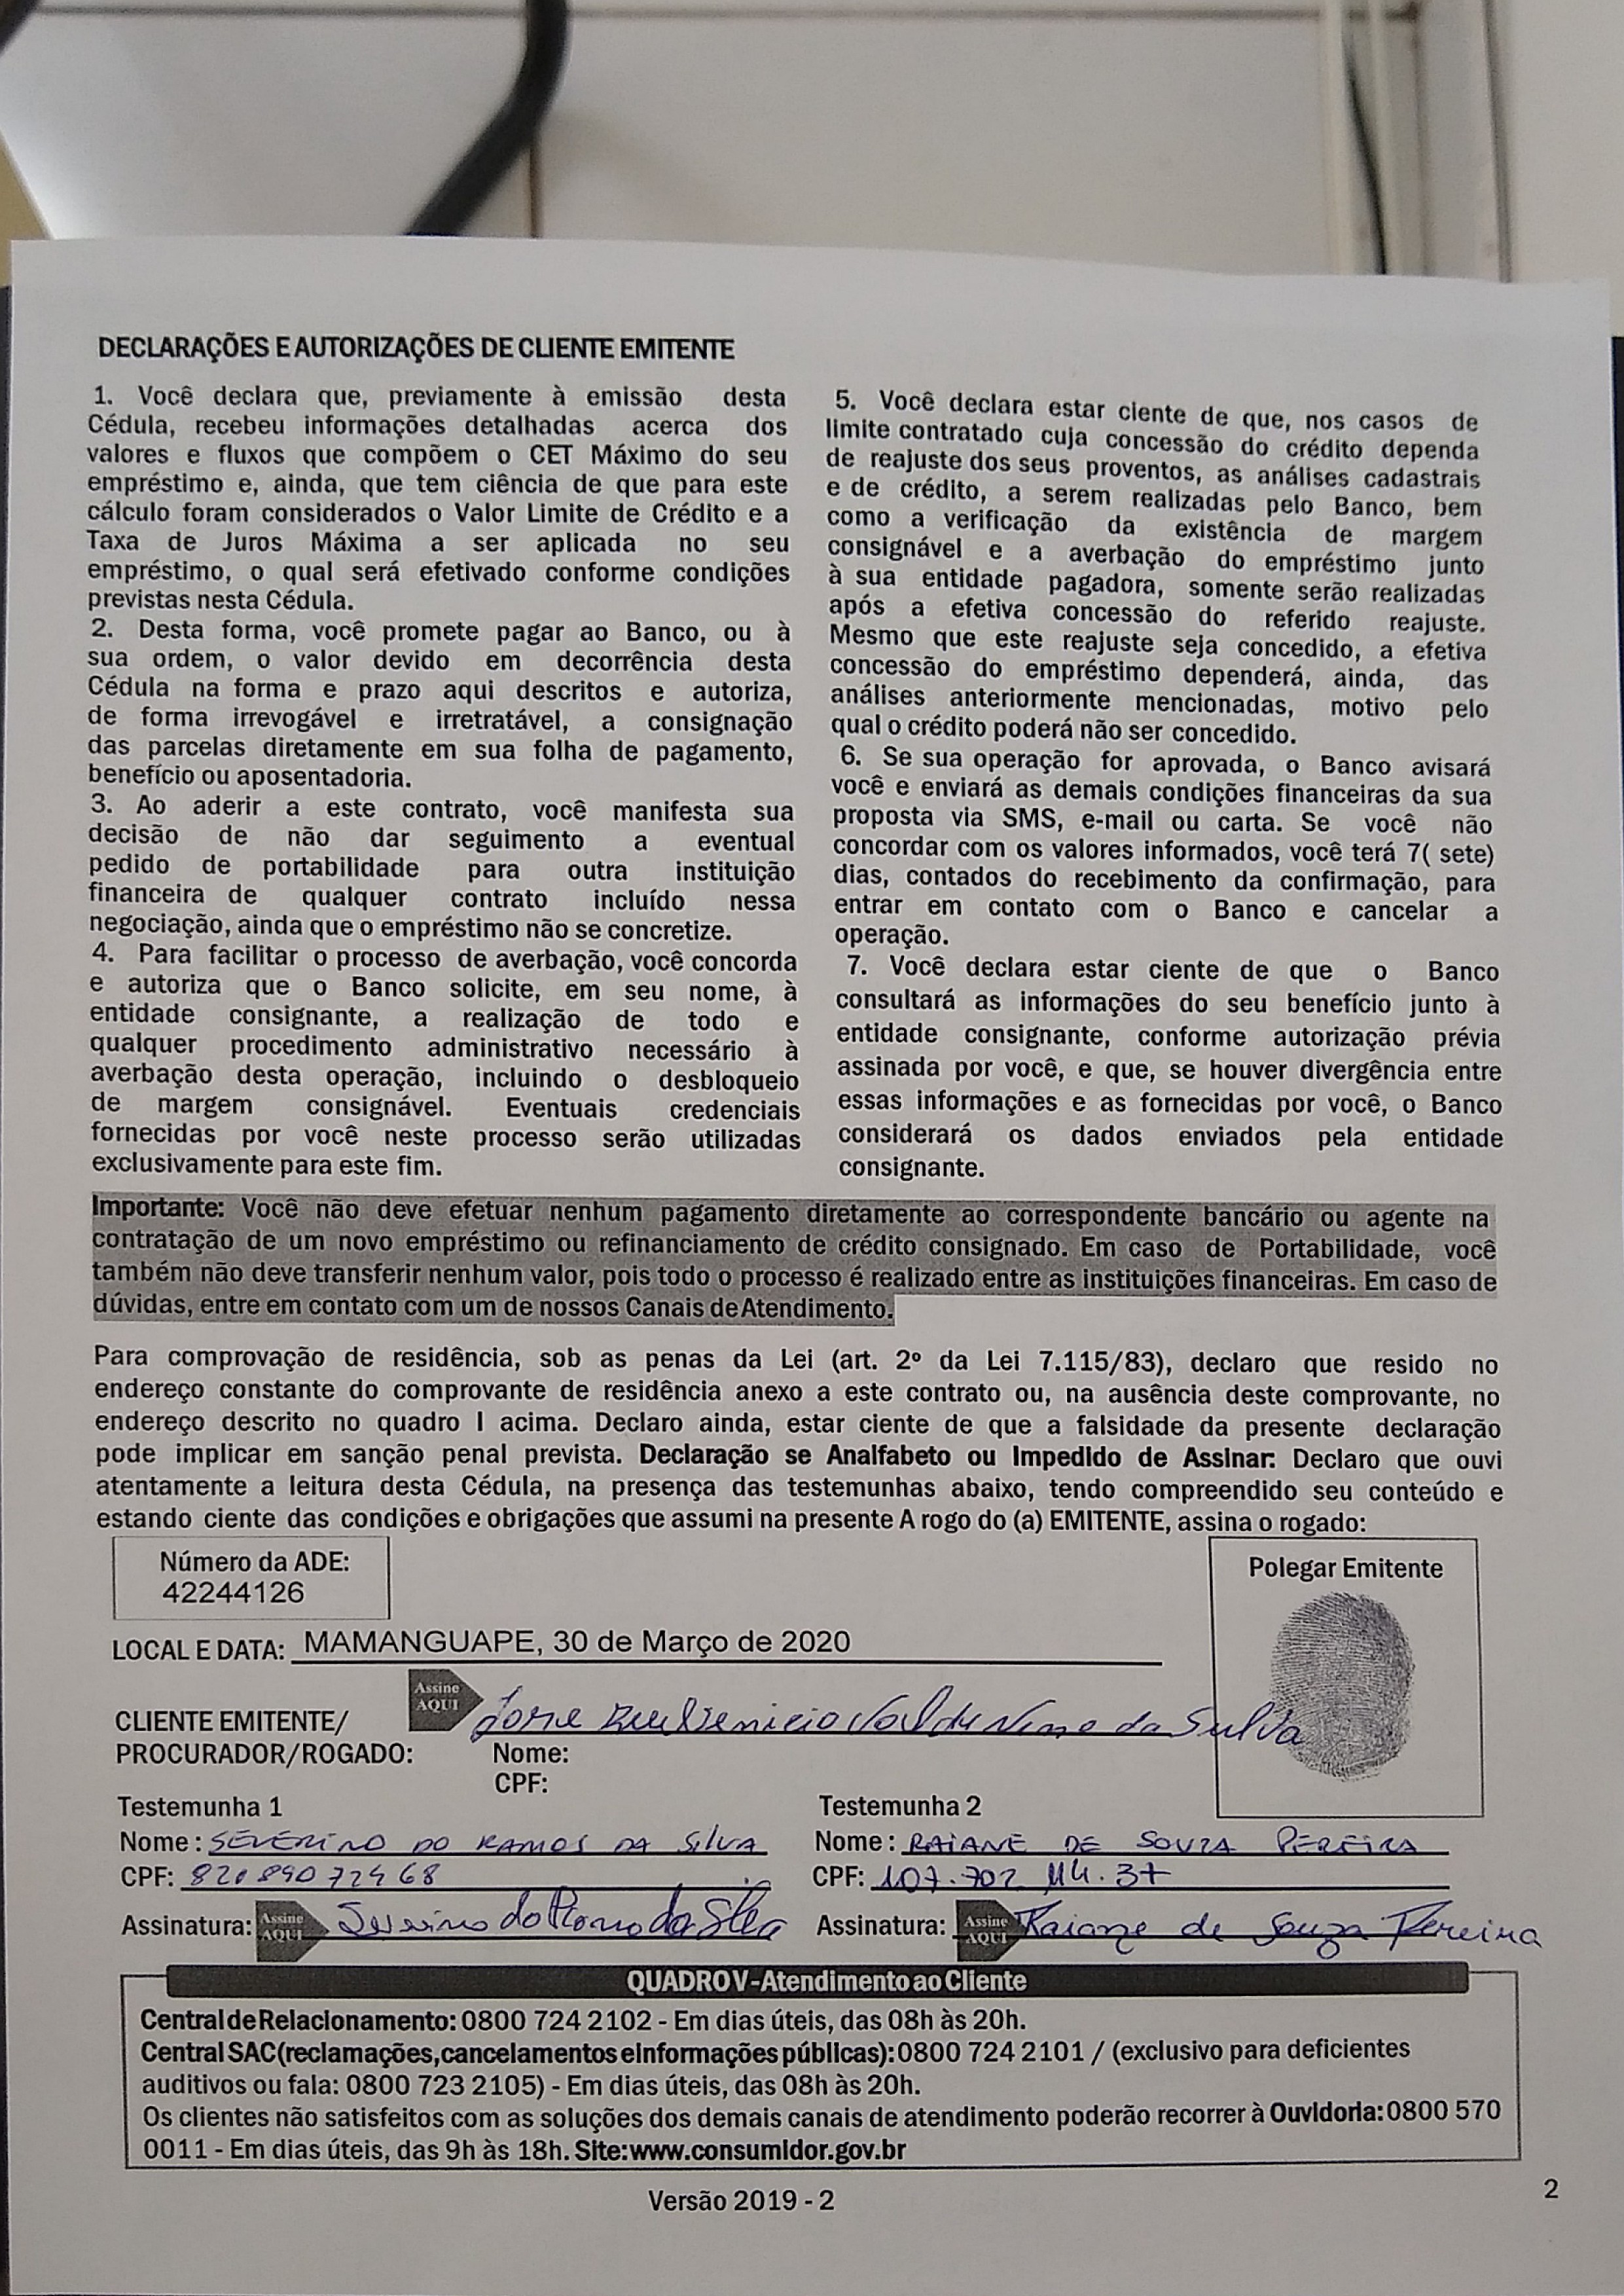 DECLARAÇÕES E AUTORIZAÇÕES DE CLIENTE EMITENTE
1. Você declara que, previamente à emissão desta
Cédula, recebeu informações detalhadas acerca dos
valores e fluxos que compõem o CET Máximo do seu
empréstimo e, ainda, que tem ciência de que para este
cálculo foram considerados o Valor Limite de Crédito e a
Taxa de Juros Máxima a ser aplicada no seu
empréstimo, o qual será efetivado conforme condições
previstas nesta Cédula.
2. Desta forma, você promete pagar ao Banco, ou à
sua ordem, o valor devido em decorrência desta
Cédula na forma e prazo aqui descritos e autoriza,
de forma irrevogável e irretratável, a consignação
das parcelas diretamente em sua folha de pagamento,
benefício ou aposentadoria.
3. Ao aderir a este contrato, você manifesta sua
decisão de não dar seguimento a eventual
pedido de portabilidade para outra instituição
financeira de qualquer contrato incluído nessa
negociação, ainda que o empréstimo não se concretize.
4. Para facilitar o processo de averbação, você concorda
e autoriza que o Banco solicite, em seu nome, à
entidade consignante, a realização de todo e
qualquer procedimento administrativo necessário à
averbação desta operação, incluindo o desbloqueio
de margem consignável. Eventuais credenciais
fornecidas por você neste processo serão utilizadas
exclusivamente para este fim.
5. Você declara estar ciente de que, nos casos de
limite contratado cuja concessão do crédito dependa
de reajuste dos seus proventos, as análises cadastrais
e de crédito, a serem realizadas pelo Banco, bem
como a verificação da existência de margem
consignável e a averbação do empréstimo junto
à sua entidade pagadora, somente serão realizadas
após a efetiva concessão do referido reajuste.
Mesmo que este reajuste seja concedido, a efetiva
concessão do empréstimo dependerá, ainda, das
análises anteriormente mencionadas, motivo pelo
qual o crédito poderá não ser concedido.
6. Se sua operação for aprovada, o Banco avisará
você e enviará as demais condições financeiras da sua
proposta via SMS, e-mail ou carta. Se você não
concordar com os valores informados, você terá 7( sete)
dias, contados do recebimento da confirmação, para
entrar em contato com o Banco e cancelar a
operação.
7. Você declara estar ciente de que o Banco
consultará as informações do seu benefício junto à
entidade consignante, conforme autorização prévia
assinada por você, e que, se houver divergência entre
essas informações e as fornecidas por você, o Banco
considerará os dados enviados pela entidade
consignante.
Importante: Você não deve efetuar nenhum pagamento diretamente ao correspondente bancário ou agente na
contratação de um novo empréstimo ou refinanciamento de crédito consignado. Em caso de Portabilidade, você
também não deve transferir nenhum valor, pois todo o processo é realizado entre as instituições financeiras. Em caso de
dúvidas, entre em contato com um de nossos Canais de Atendimento.
Para comprovação de residência, sob as penas da Lei (art. 2º da Lei 7.115/83), declaro que resido no
endereço constante do comprovante de residência anexo a este contrato ou, na ausência deste comprovante, no
endereço descrito no quadro I acima. Declaro ainda, estar ciente de que a falsidade da presente declaração
pode implicar em sanção penal prevista. Declaração se Analfabeto ou Impedido de Assinar: Declaro que ouvi
atentamente a leitura desta Cédula, na presença das testemunhas abaixo, tendo compreendido seu conteúdo e
estando ciente das condições e obrigações que assumi na presente A rogo do (a) EMITENTE, assina o rogado:
Número da ADE:
42244126
Polegar Emitente
LOCAL E DATA: MAMANGUAPE, 30 de Março de 2020
Assine
AQUI
CLIENTE EMITENTE/ da Silva
PROCURADOR/ROGADO: Nome:
CPF:
Testemunha 1
Nome: SEVERINO DO RAMOS DA SILVA
CPF: 820 890 724 68
Assinatura: Assine AQUI Severino do Ramo da Silva
Testemunha 2
Nome: RAIANE DE SOUZA PEREIRA
CPF: 107.702 114.37
Assinatura: Assine AQUI Raiane de Souza Pereira
QUADRO V - Atendimento ao Cliente
Central de Relacionamento: 0800 724 2102 - Em dias úteis, das 08h às 20h.
Central SAC (reclamações, cancelamentos e informações públicas): 0800 724 2101 / (exclusivo para deficientes
auditivos ou fala: 0800 723 2105) - Em dias úteis, das 08h às 20h.
Os clientes não satisfeitos com as soluções dos demais canais de atendimento poderão recorrer à Ouvidoria: 0800 570
0011 - Em dias úteis, das 9h às 18h. Site: www.consumidor.gov.br
Versão 2019 - 2
2